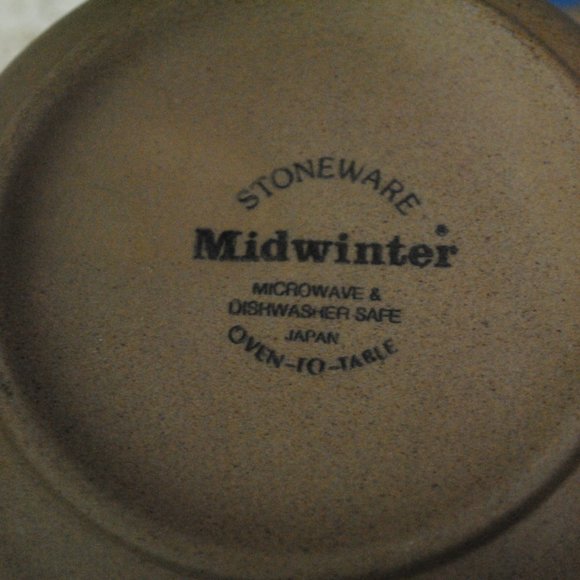 STONEWARE
Midwinter
MICROWAVE &
DISHWASHER SAFE
JAPAN
OVEN-TO-TABLE